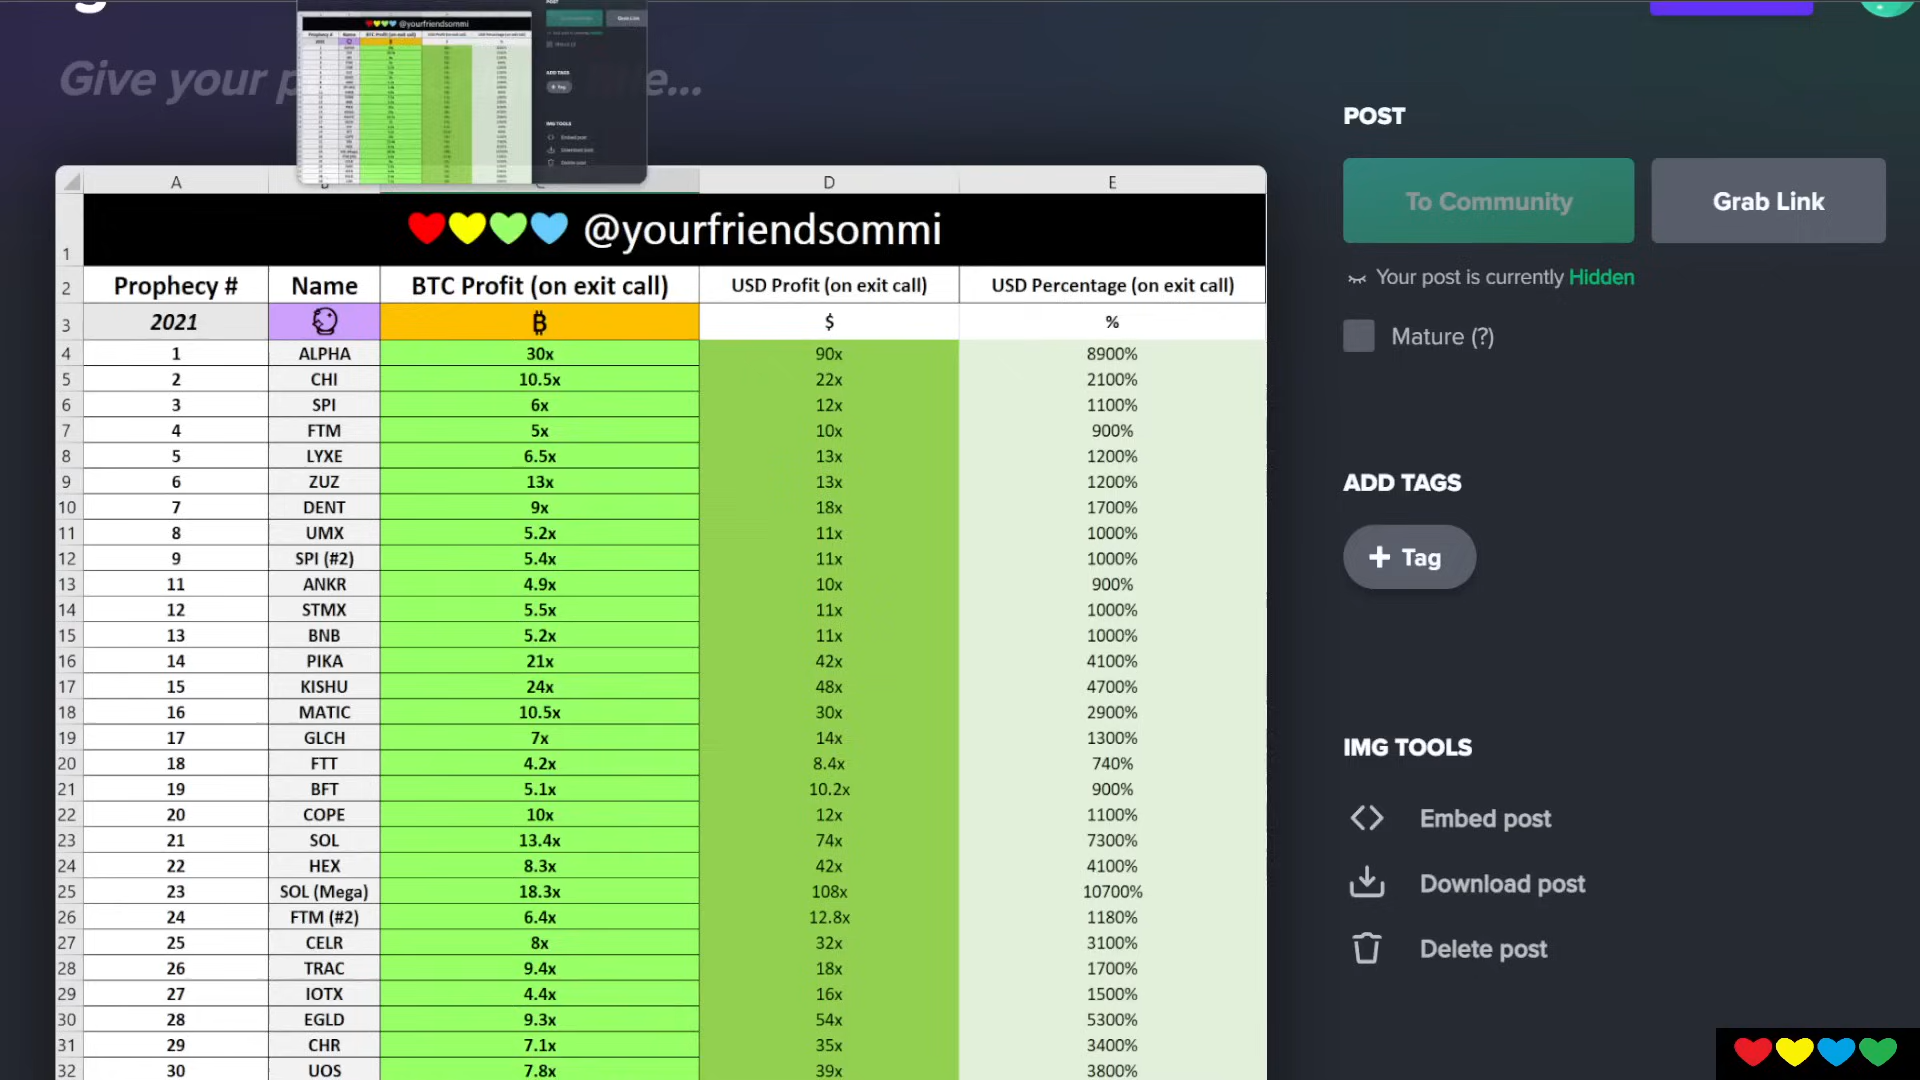 Give your p
e...
A D E
1 @yourfriendsommi
2 Prophecy # Name BTC Profit (on exit call) USD Profit (on exit call) USD Percentage (on exit call)
3 2021 ₿ $ %
4 1 ALPHA 30x 90x 8900%
5 2 CHI 10.5x 22x 2100%
6 3 SPI 6x 12x 1100%
7 4 FTM 5x 10x 900%
8 5 LYXE 6.5x 13x 1200%
9 6 ZUZ 13x 13x 1200%
10 7 DENT 9x 18x 1700%
11 8 UMX 5.2x 11x 1000%
12 9 SPI (#2) 5.4x 11x 1000%
13 11 ANKR 4.9x 10x 900%
14 12 STMX 5.5x 11x 1000%
15 13 BNB 5.2x 11x 1000%
16 14 PIKA 21x 42x 4100%
17 15 KISHU 24x 48x 4700%
18 16 MATIC 10.5x 30x 2900%
19 17 GLCH 7x 14x 1300%
20 18 FTT 4.2x 8.4x 740%
21 19 BFT 5.1x 10.2x 900%
22 20 COPE 10x 12x 1100%
23 21 SOL 13.4x 74x 7300%
24 22 HEX 8.3x 42x 4100%
25 23 SOL (Mega) 18.3x 108x 10700%
26 24 FTM (#2) 6.4x 12.8x 1180%
27 25 CELR 8x 32x 3100%
28 26 TRAC 9.4x 18x 1700%
29 27 IOTX 4.4x 16x 1500%
30 28 EGLD 9.3x 54x 5300%
31 29 CHR 7.1x 35x 3400%
32 30 UOS 7.8x 39x 3800%
POST
To Community Grab Link
Your post is currently Hidden
Mature (?)
ADD TAGS
+ Tag
IMG TOOLS
Embed post
Download post
Delete post